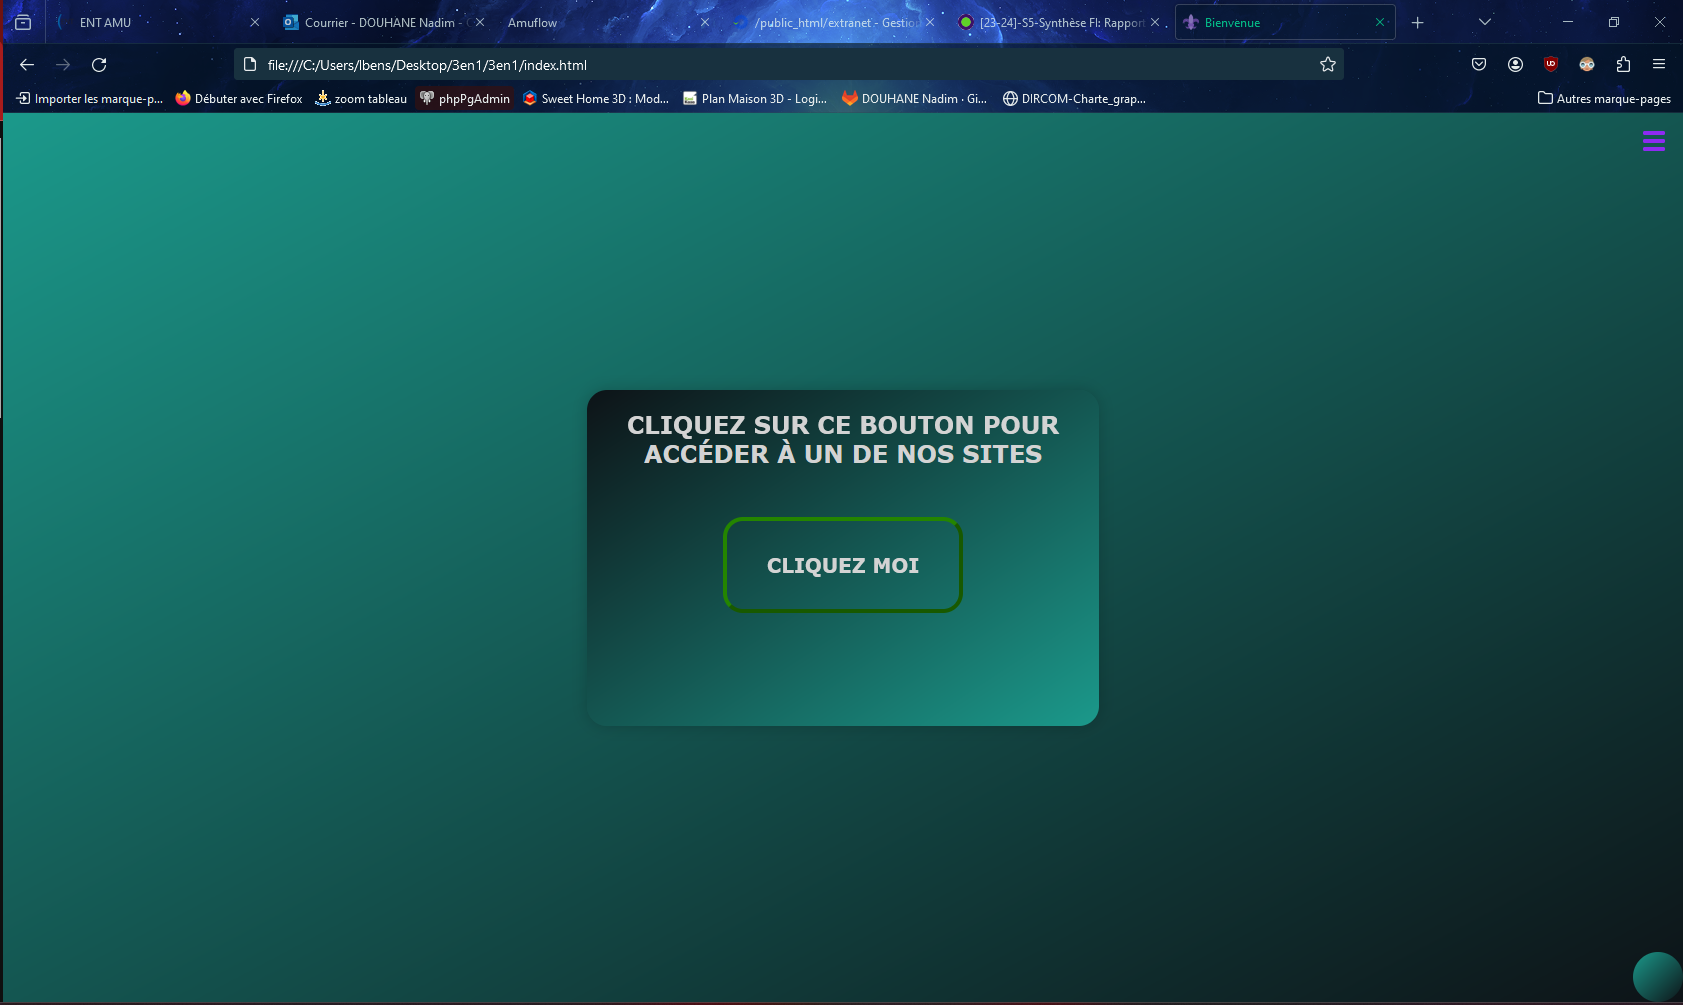 ENT AMU
Courrier - DOUHANE Nadim -
Amuflow
/public_html/extranet - Gestio
[23-24]-S5-Synthèse FI: Rapport
Bienvenue
file:///C:/Users/lbens/Desktop/3en1/3en1/index.html
Importer les marque-p...
Débuter avec Firefox
zoom tableau
phpPgAdmin
Sweet Home 3D : Mod...
Plan Maison 3D - Logi...
DOUHANE Nadim · Gi...
DIRCOM-Charte_grap...
Autres marque-pages
CLIQUEZ SUR CE BOUTON POUR
ACCÉDER À UN DE NOS SITES
CLIQUEZ MOI